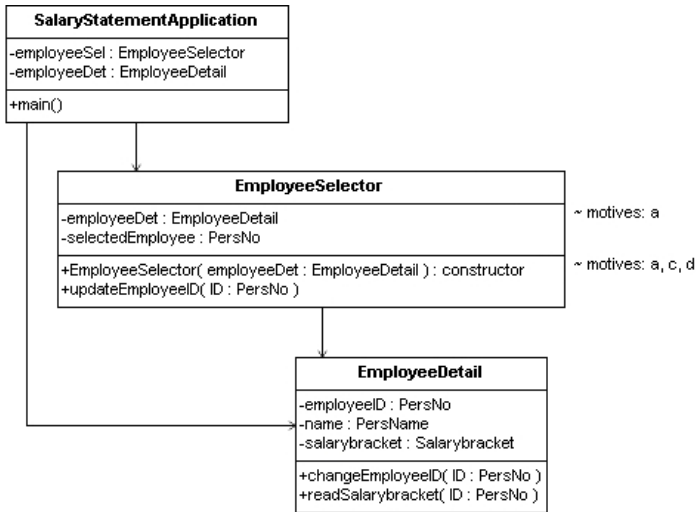 SalaryStatementApplication
-employeeSel : EmployeeSelector
-employeeDet : EmployeeDetail
+main()
EmployeeSelector
-employeeDet : EmployeeDetail
-selectedEmployee : PersNo
~ motives: a
+EmployeeSelector( employeeDet : EmployeeDetail ) : constructor
+updateEmployeeID( ID : PersNo )
~ motives: a, c, d
EmployeeDetail
-employeeID : PersNo
-name : PersName
-salarybracket : Salarybracket
+changeEmployeeID( ID : PersNo )
+readSalarybracket( ID : PersNo )